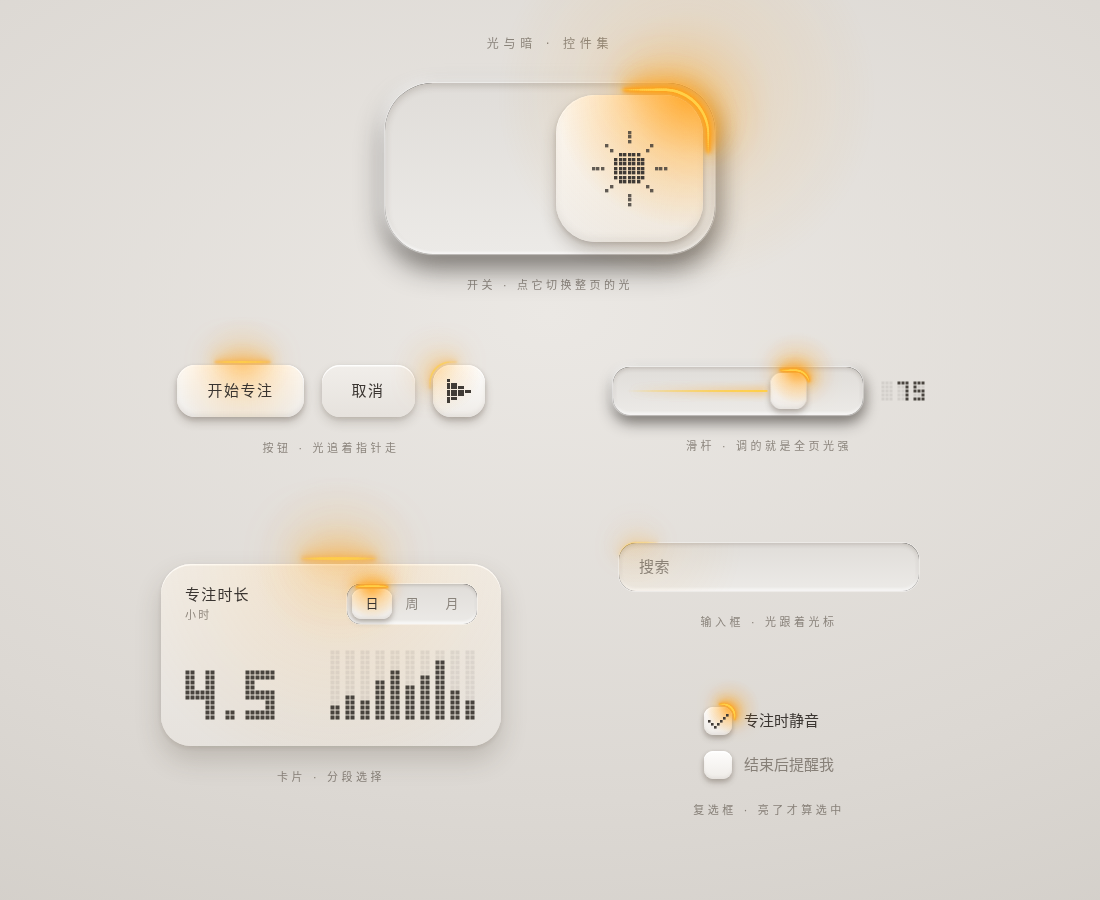 光与暗 · 控件集
开关 · 点它切换整页的光
开始专注
取消
75
按钮 · 光追着指针走
滑杆 · 调的就是全页光强
专注时长
小时
日
周
月
4.5
卡片 · 分段选择
搜索
输入框 · 光跟着光标
专注时静音
结束后提醒我
复选框 · 亮了才算选中